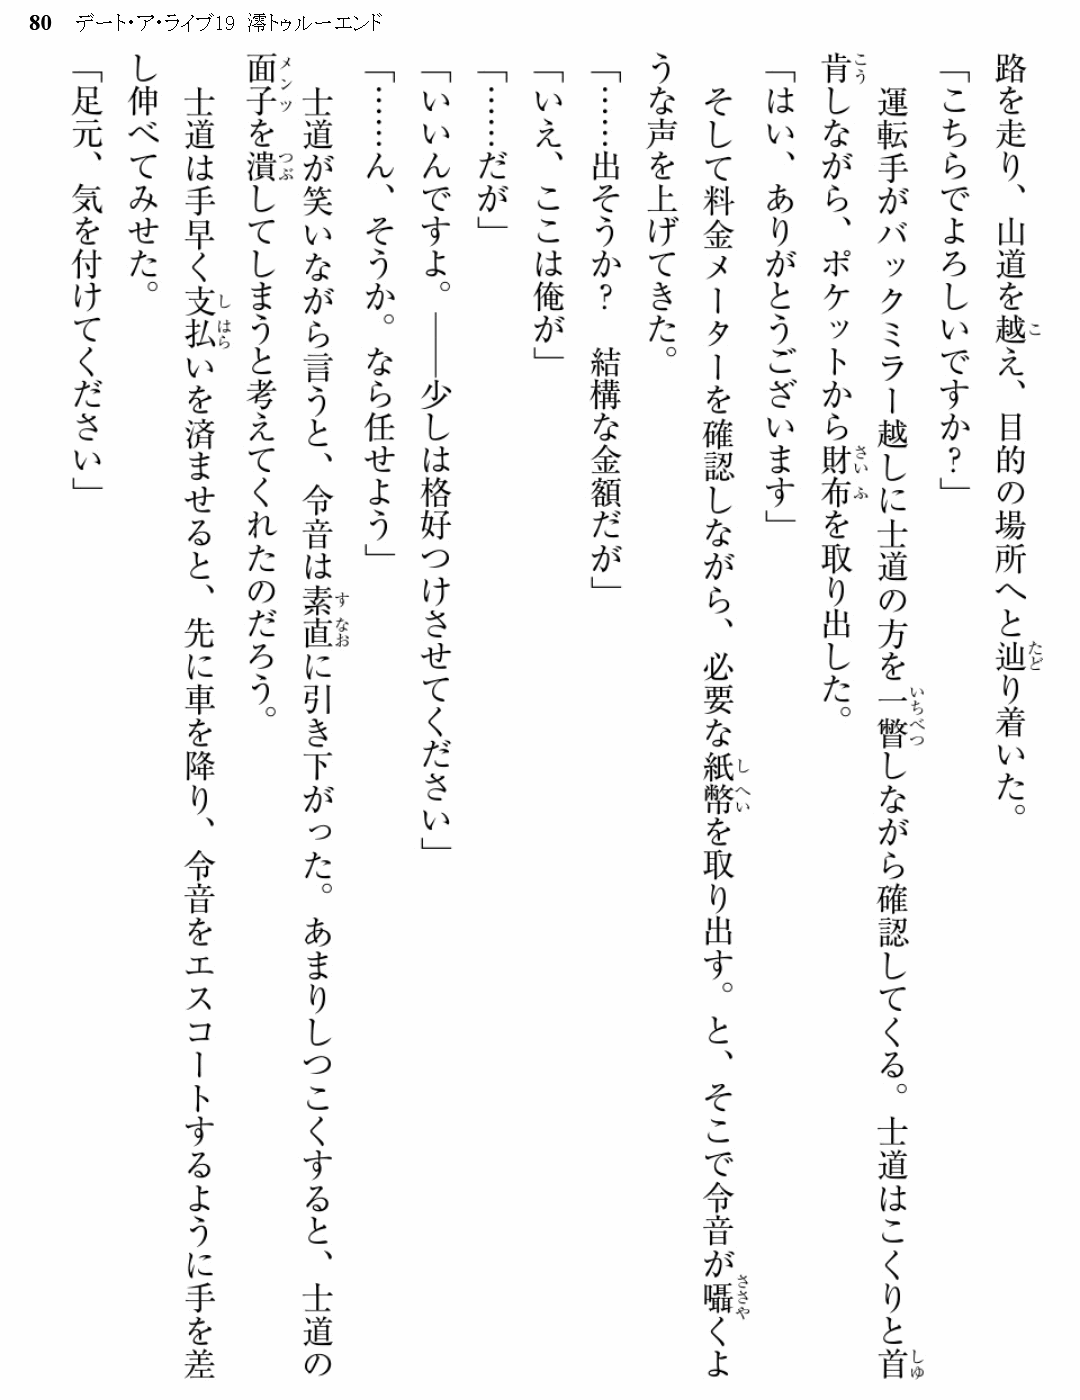 80 デート・ア・ライブ19 澪トゥルーエンド
路を走り、山道を越え、目的の場所へと辿り着いた。
「こちらでよろしいですか?」
運転手がバックミラー越しに士道の方を一瞥しながら確認してくる。士道はこくりと首
肯しながら、ポケットから財布を取り出した。
「はい、ありがとうございます」
そして料金メーターを確認しながら、必要な紙幣を取り出す。と、そこで令音が囁くよ
うな声を上げてきた。
「……出そうか? 結構な金額だが」
「いえ、ここは俺が」
「……だが」
「いいんですよ。――少しは格好つけさせてください」
「……ん、そうか。なら任せよう」
士道が笑いながら言うと、令音は素直に引き下がった。あまりしつこくすると、士道の
面子を潰してしまうと考えてくれたのだろう。
士道は手早く支払いを済ませると、先に車を降り、令音をエスコートするように手を差
し伸べてみせた。
「足元、気を付けてください」